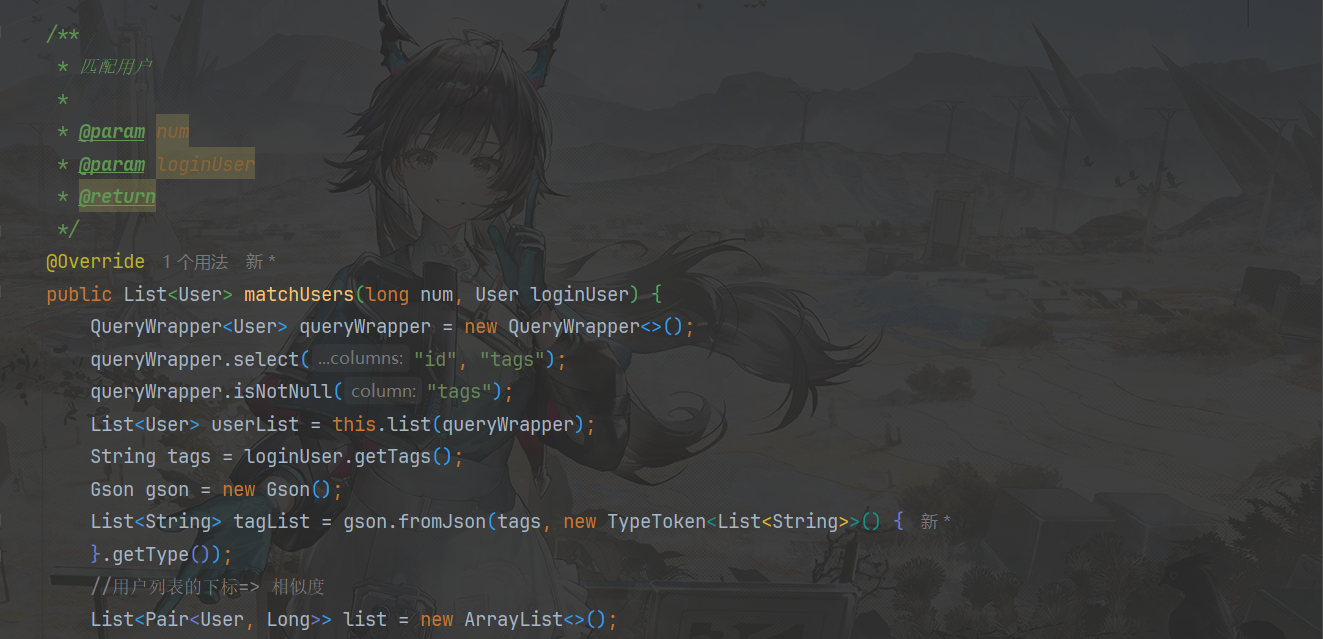 /**
 * 匹配用户
 *
 * @param num
 * @param loginUser
 * @return
 */
@Override 1 个用法 新 *
public List<User> matchUsers(long num, User loginUser) {
    QueryWrapper<User> queryWrapper = new QueryWrapper<>();
    queryWrapper.select( ...columns: "id", "tags");
    queryWrapper.isNotNull( column: "tags");
    List<User> userList = this.list(queryWrapper);
    String tags = loginUser.getTags();
    Gson gson = new Gson();
    List<String> tagList = gson.fromJson(tags, new TypeToken<List<String>>() { 新 *
    }.getType());
    //用户列表的下标=> 相似度
    List<Pair<User, Long>> list = new ArrayList<>();